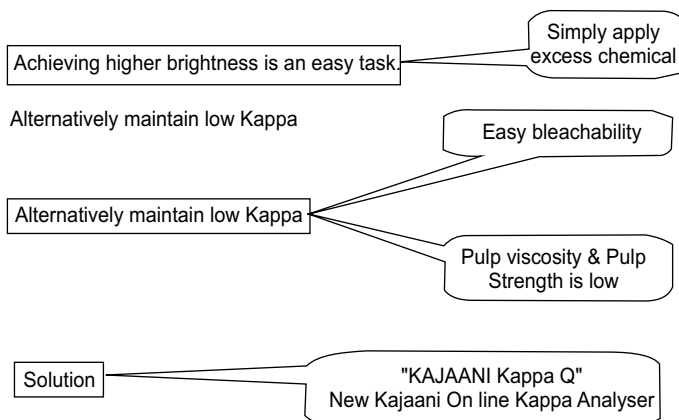 Simply apply
excess chemical
Achieving higher brightness is an easy task.
Alternatively maintain low Kappa
Easy bleachability
Alternatively maintain low Kappa
Pulp viscosity & Pulp
Strength is low
Solution
"KAJAANI Kappa Q"
New Kajaani On line Kappa Analyser